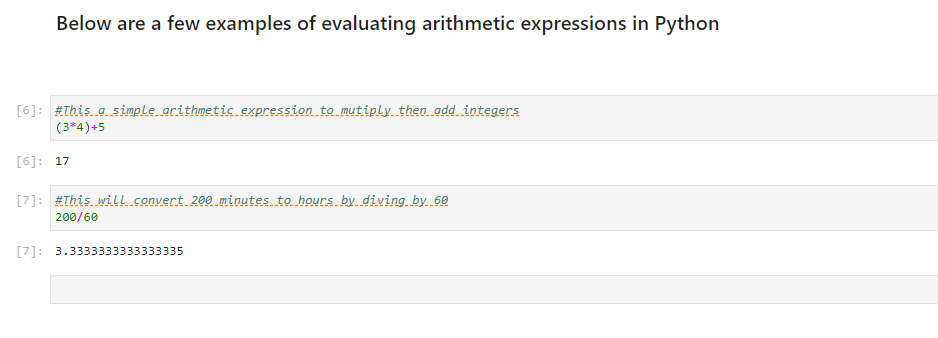 Below are a few examples of evaluating arithmetic expressions in Python
[6]: #This a simple arithmetic expression to mutiply then add integers
(3*4)+5
[6]: 17
[7]: #This will convert 200 minutes to hours by diving by 60
200/60
[7]: 3.3333333333333335